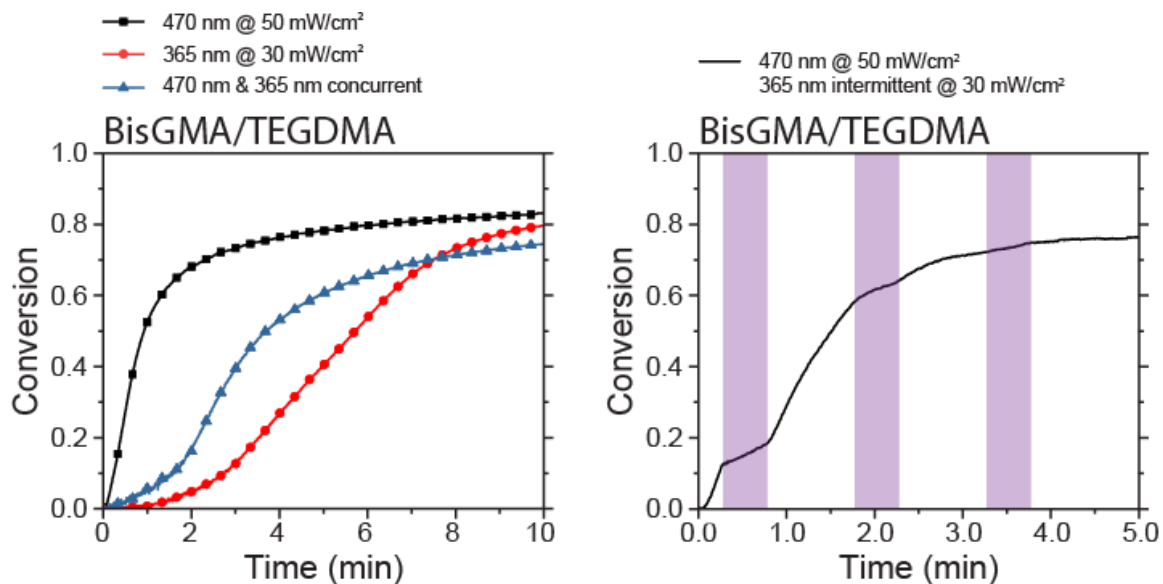 470 nm @ 50 mW/cm²
365 nm @ 30 mW/cm²
470 nm & 365 nm concurrent
BisGMA/TEGDMA
Conversion
1.0
0.8
0.6
0.4
0.2
0.0
0 2 4 6 8 10
Time (min)
470 nm @ 50 mW/cm²
365 nm intermittent @ 30 mW/cm²
BisGMA/TEGDMA
Conversion
1.0
0.8
0.6
0.4
0.2
0.0
0.0 1.0 2.0 3.0 4.0 5.0
Time (min)